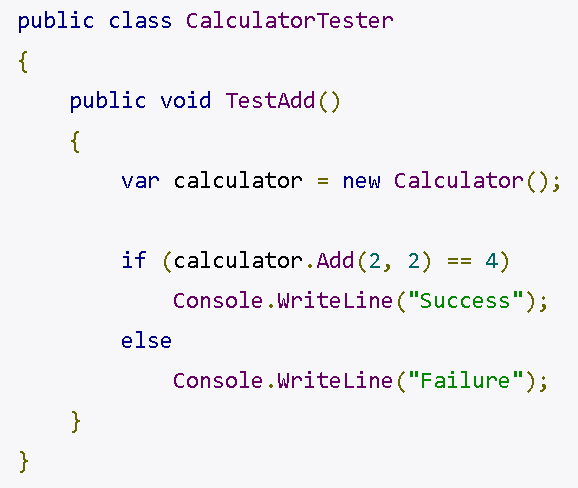 public class CalculatorTester
{
    public void TestAdd()
    {
        var calculator = new Calculator();

        if (calculator.Add(2, 2) == 4)
            Console.WriteLine("Success");
        else
            Console.WriteLine("Failure");
    }
}